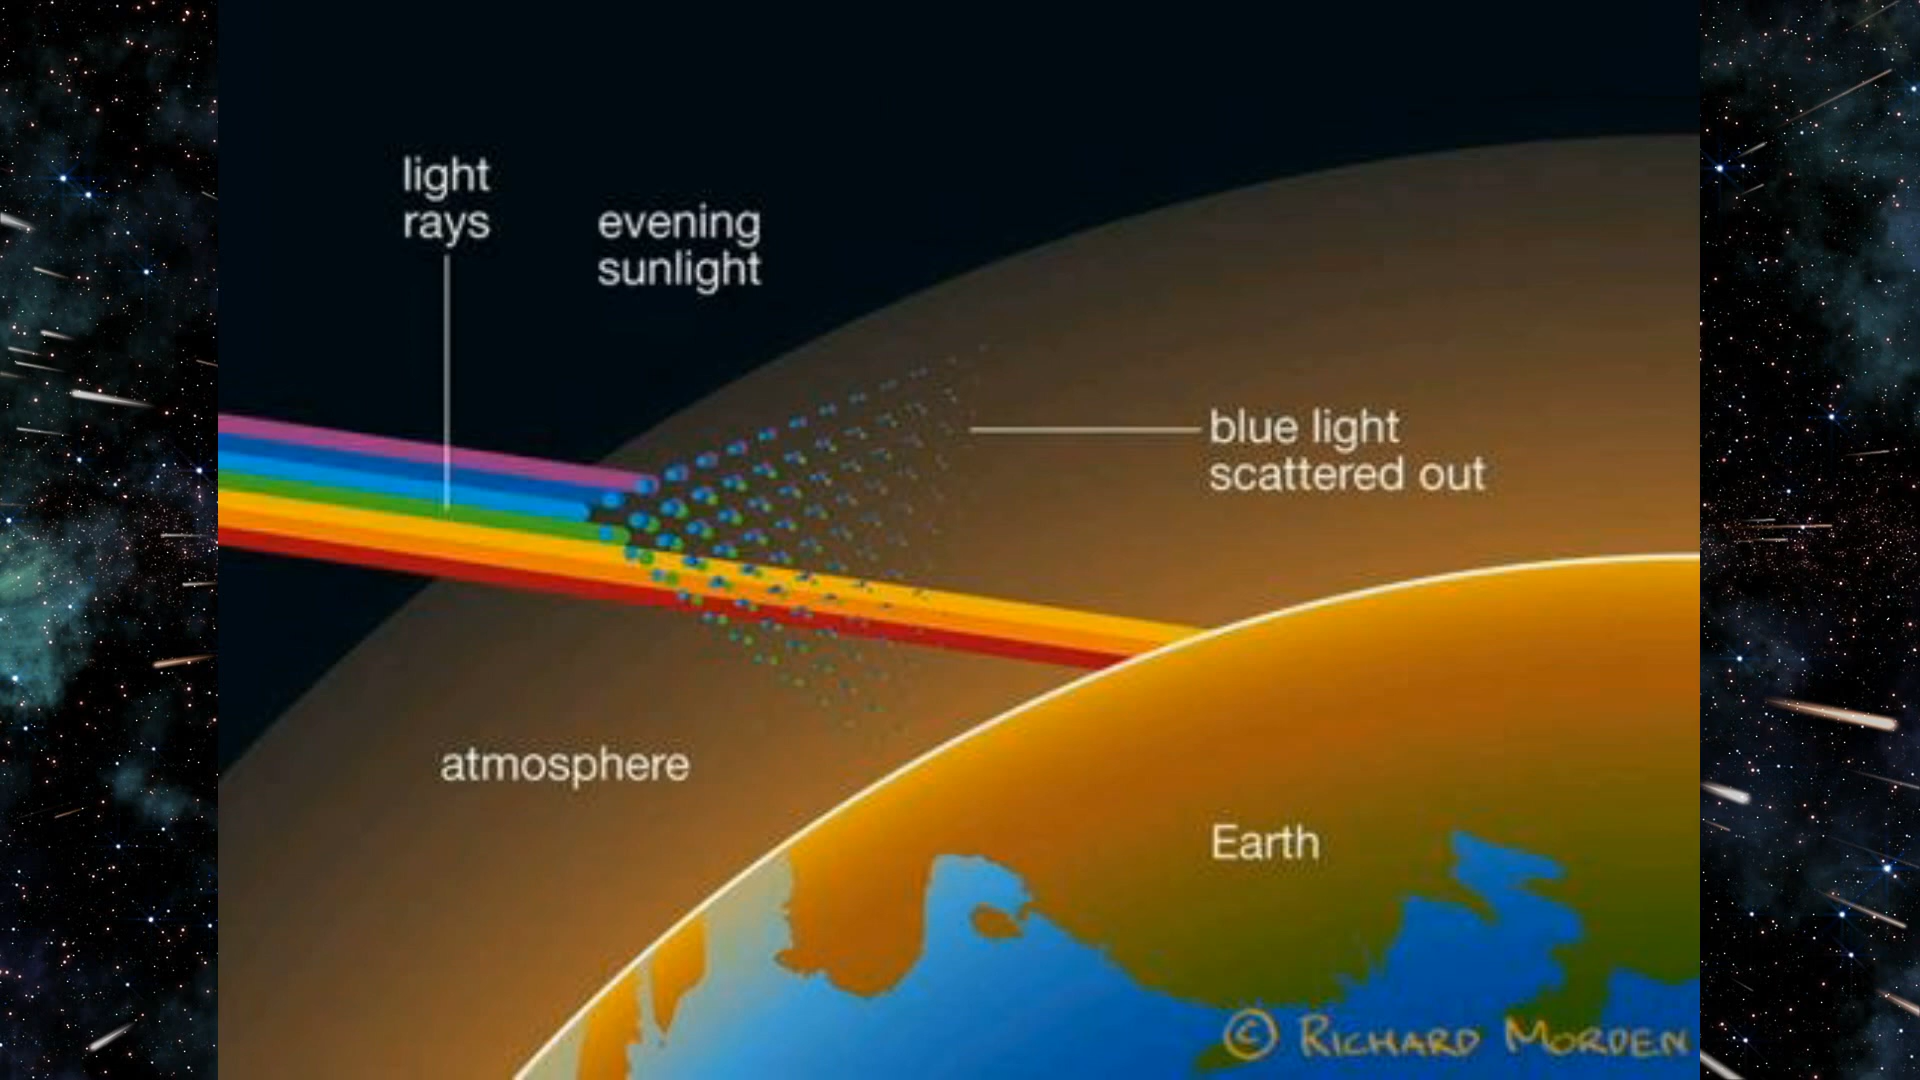 light
rays
evening
sunlight
blue light
scattered out
atmosphere
Earth
© RICHARD MORDEN